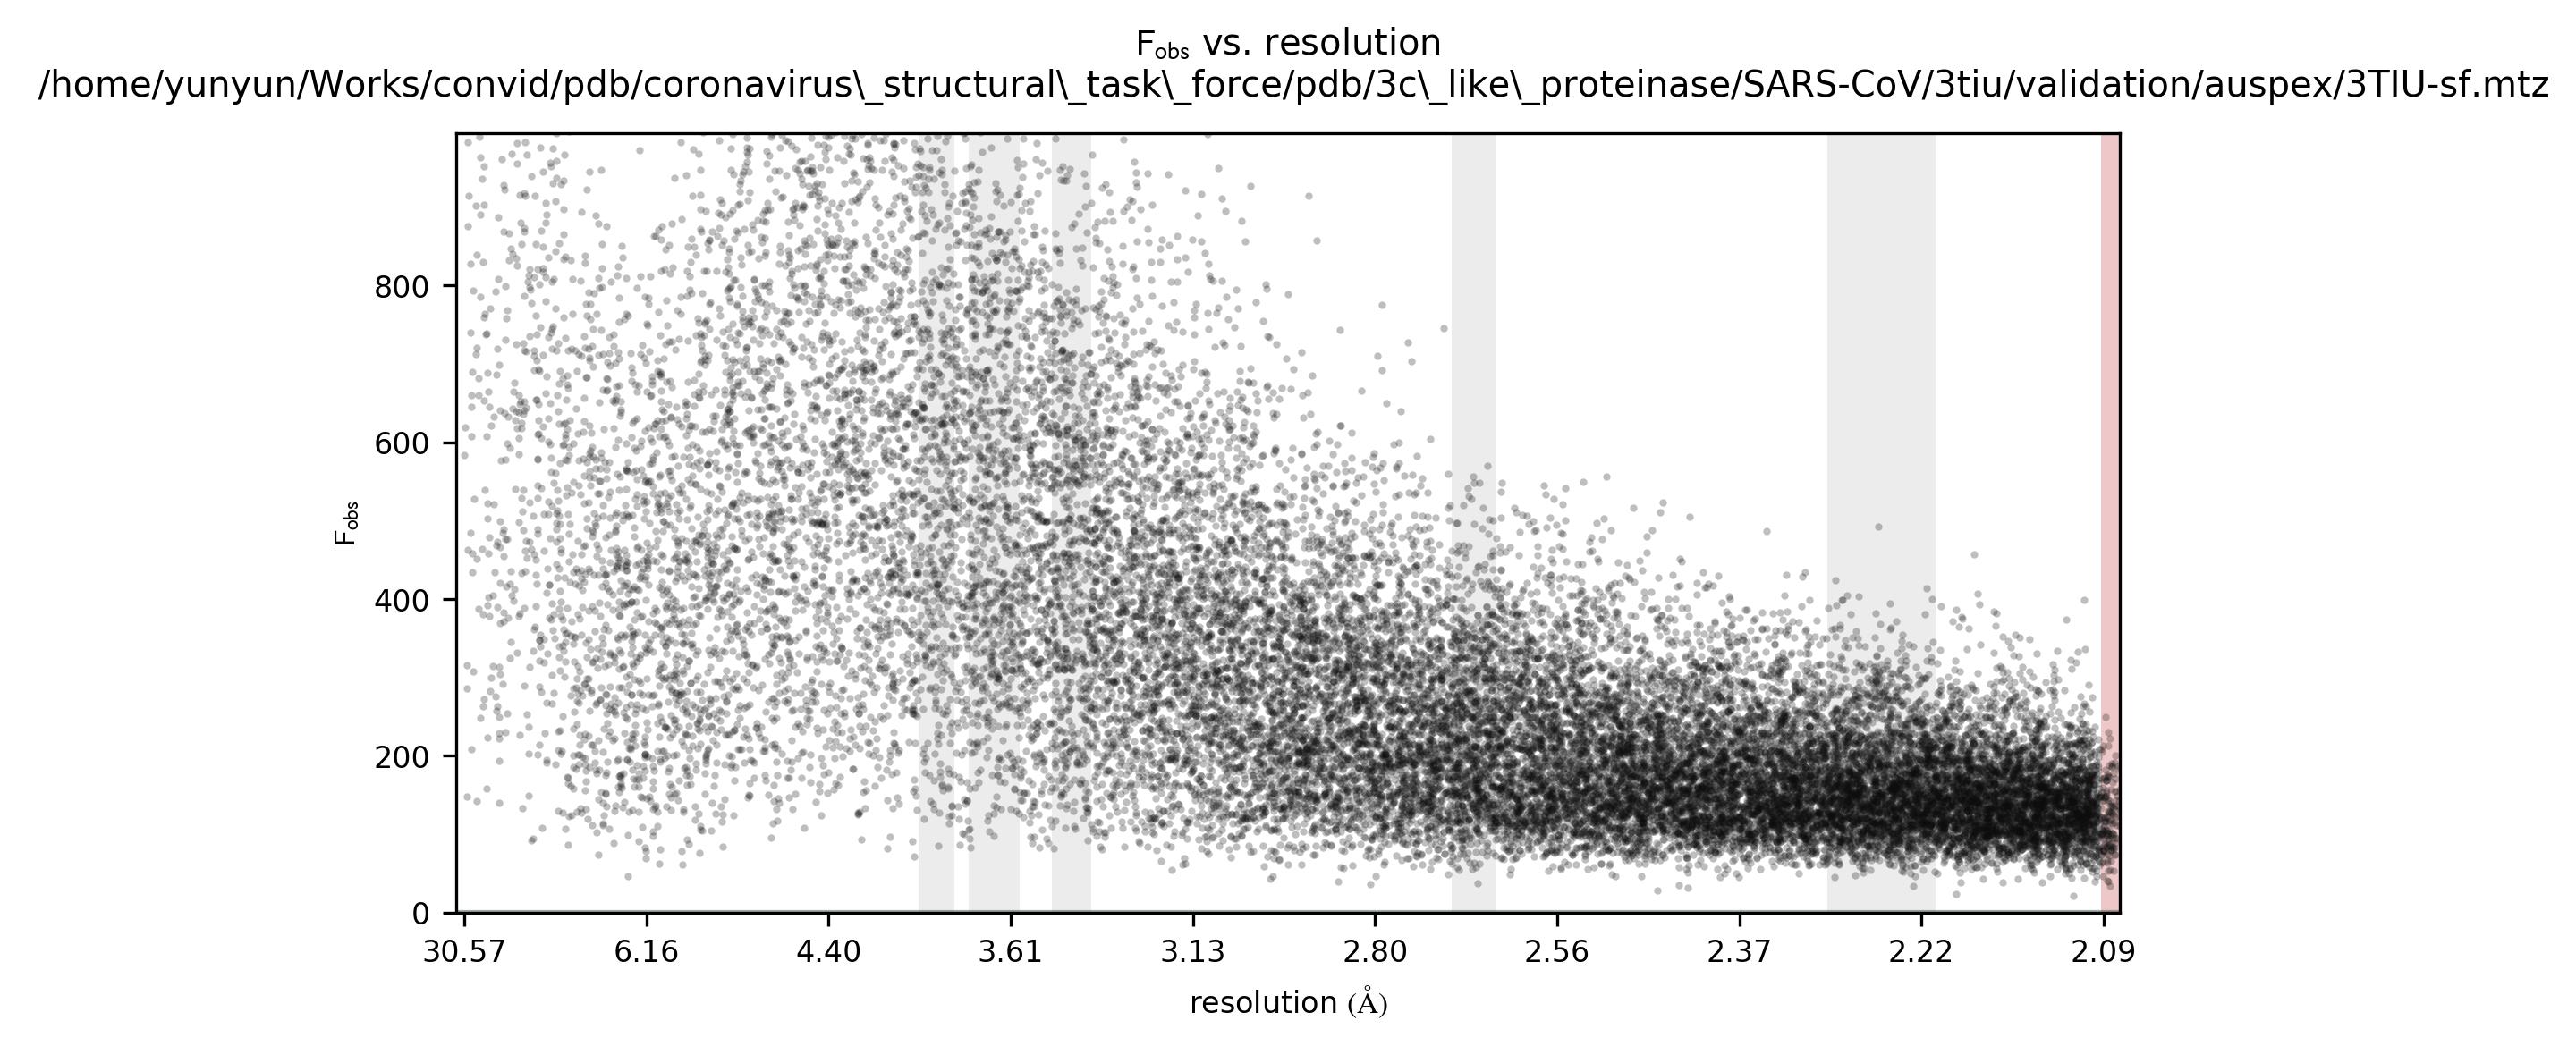 Fobs vs. resolution
/home/yunyun/Works/convid/pdb/coronavirus\_structural\_task\_force/pdb/3c\_like\_proteinase/SARS-CoV/3tiu/validation/auspex/3TIU-sf.mtz
800
600
400
200
0
Fobs
30.57 6.16 4.40 3.61 3.13 2.80 2.56 2.37 2.22 2.09
resolution (Å)